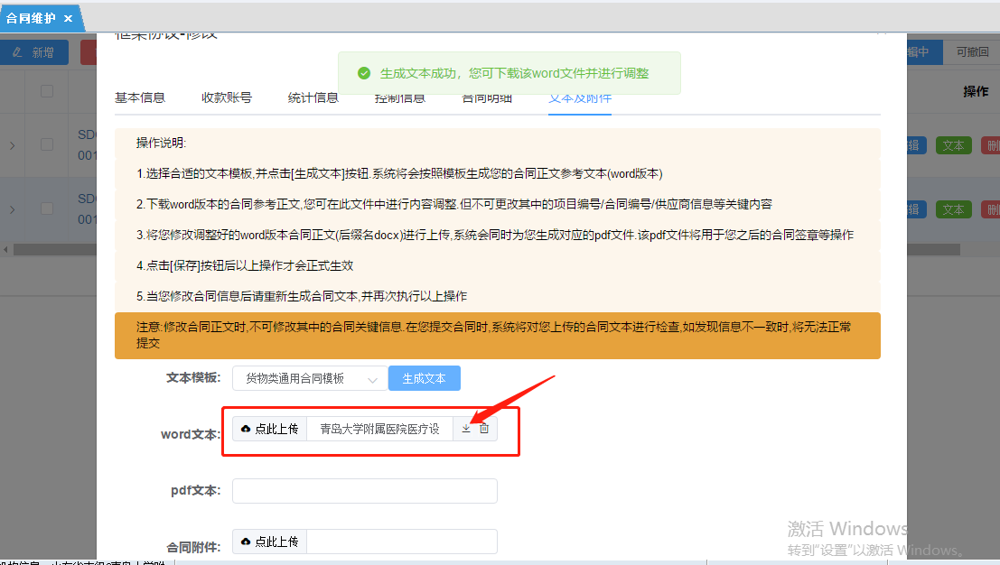 合同维护 ×
框架协议-修改
新增
辑中
可撤回
生成文本成功，您可下载该word文件并进行调整
基本信息 收款账号 统计信息 控制信息 合同明细 文本及附件
操作
操作说明:
1.选择合适的文本模板,并点击[生成文本]按钮.系统将会按照模板生成您的合同正文参考文本(word版本)
SDG
001
辑 文本 删
2.下载word版本的合同参考正文,您可在此文件中进行内容调整.但不可更改其中的项目编号/合同编号/供应商信息等关键内容
SDG
001
辑 文本 删
3.将您修改调整好的word版本合同正文(后缀名docx)进行上传,系统会同时为您生成对应的pdf文件.该pdf文件将用于您之后的合同签章等操作
4.点击[保存]按钮后以上操作才会正式生效
5.当您修改合同信息后请重新生成合同文本,并再次执行以上操作
注意:修改合同正文时,不可修改其中的合同关键信息.在您提交合同时,系统将对您上传的合同文本进行检查,如发现信息不一致时,将无法正常
提交
文本模板: 货物类通用合同模板 生成文本
word文本: 点此上传 青岛大学附属医院医疗设
pdf文本:
合同附件: 点此上传
激活 Windows
转到"设置"以激活 Windows。